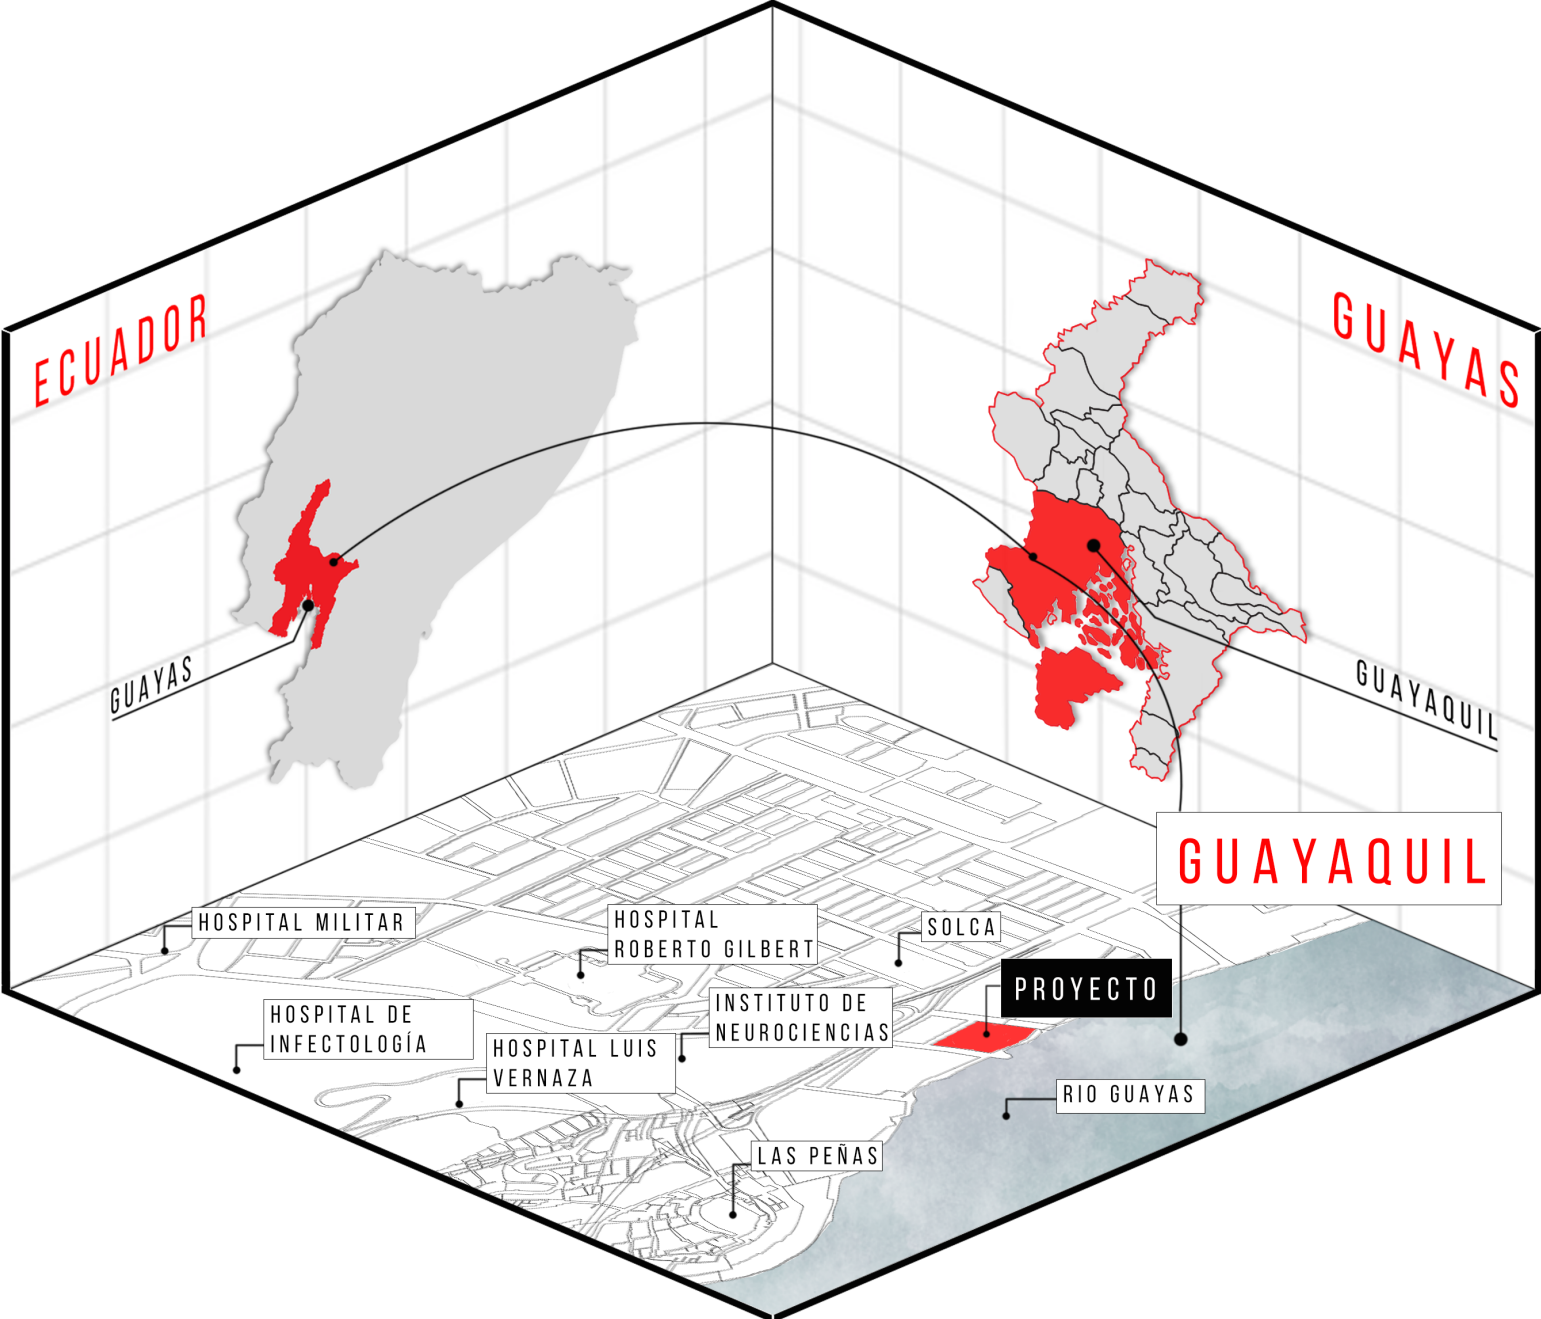 ECUADOR
GUAYAS
GUAYAS
GUAYAQUIL
GUAYAQUIL
HOSPITAL MILITAR
HOSPITAL
ROBERTO GILBERT
SOLCA
PROYECTO
HOSPITAL DE
INFECTOLOGÍA
INSTITUTO DE
NEUROCIENCIAS
HOSPITAL LUIS
VERNAZA
RIO GUAYAS
LAS PEÑAS